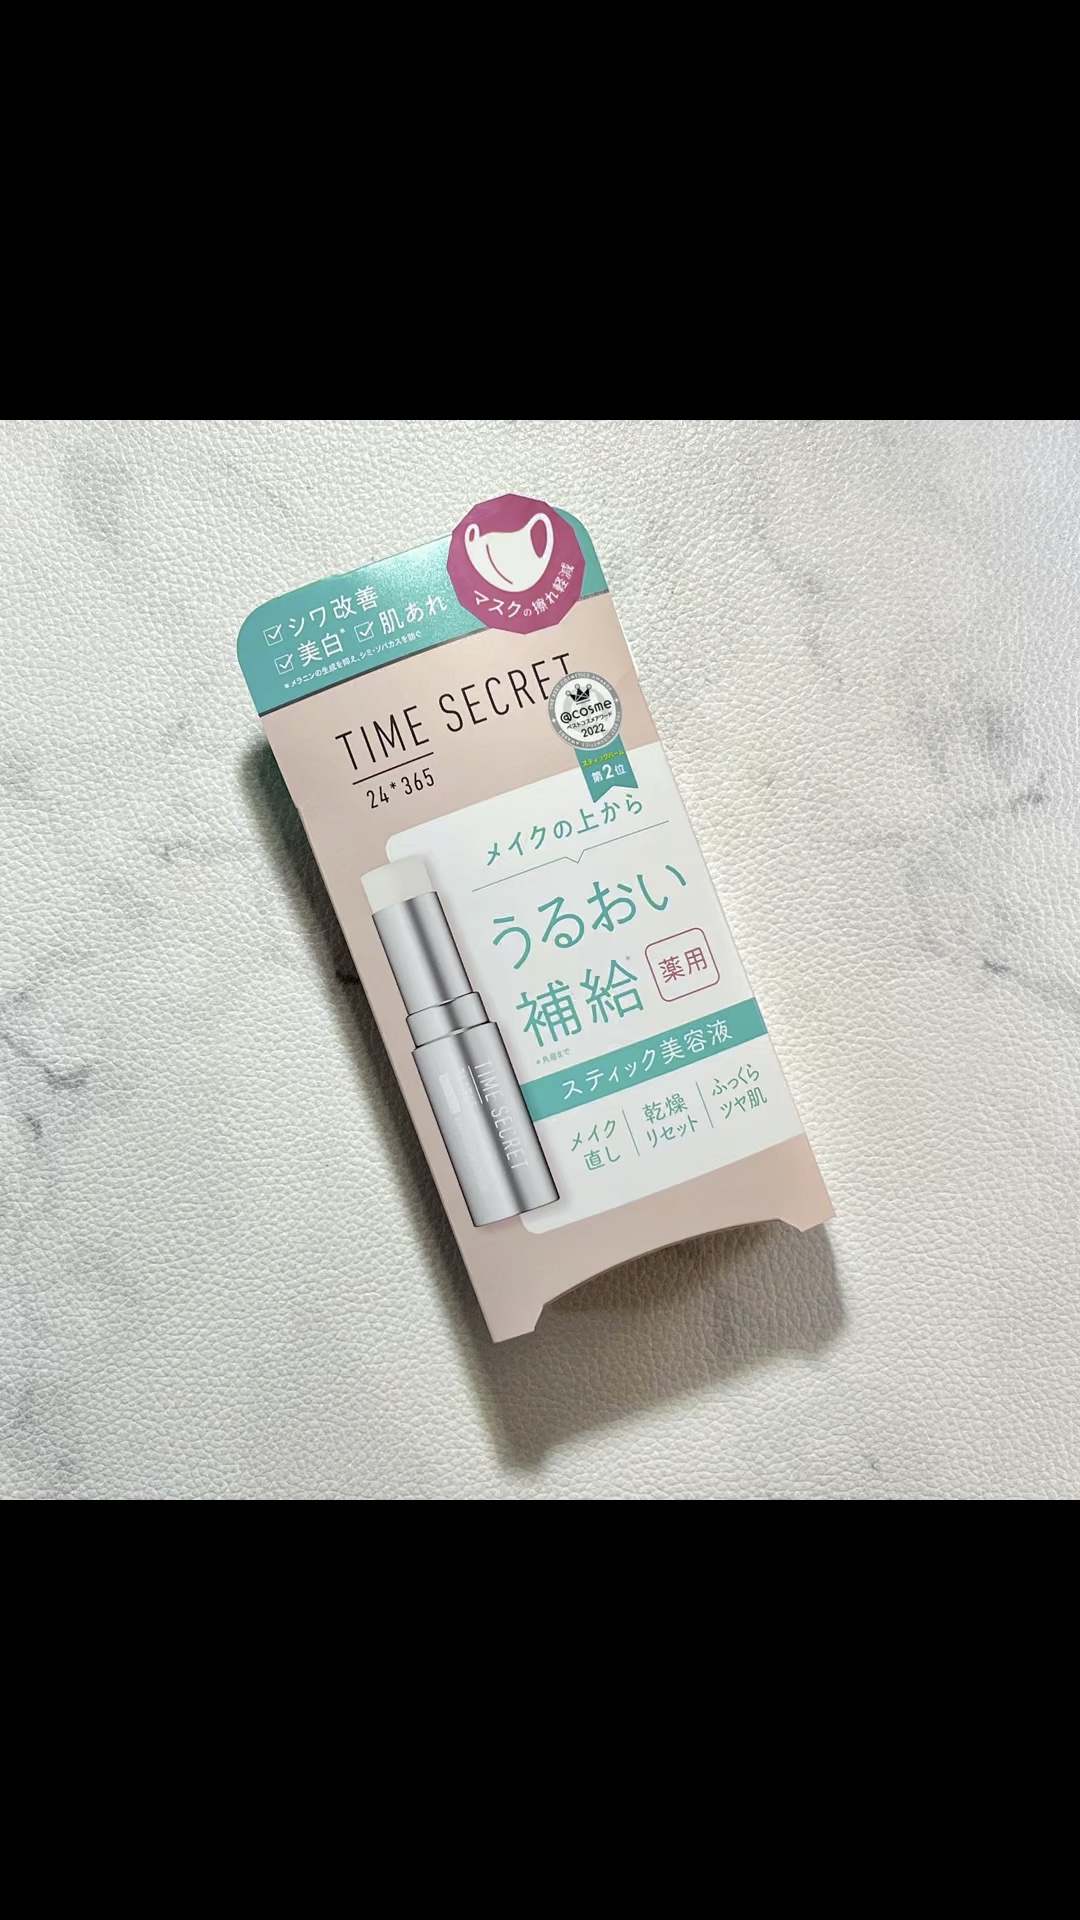 マスクの擦れ軽減
シワ改善
美白* 肌あれ
*メラニンの生成を抑え、シミ・ソバカスを防ぐ
TIME SECRET
24*365
@cosme
ベストコスメアワード
2022
スティックバーム
第2位
メイクの上から
うるおい
補給*
薬用
*角層まで
スティック美容液
メイク
直し
乾燥
リセット
ふっくら
ツヤ肌
TIME SECRET